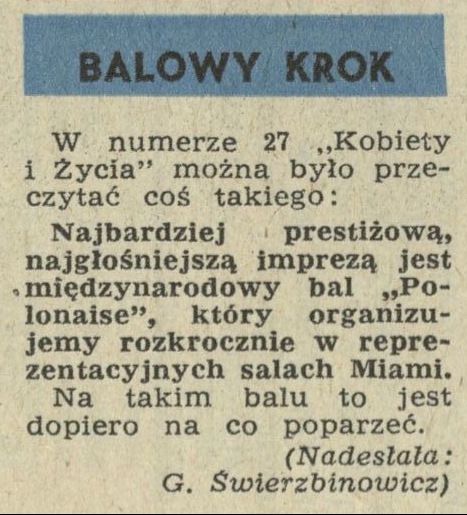 BALOWY KROK
W numerze 27 „Kobiety
i Życia” można było prze-
czytać coś takiego:
Najbardziej prestiżową,
najgłośniejszą imprezą jest
międzynarodowy bal „Po-
lonaise”, który organizu-
jemy rozkrocznie w repre-
zentacyjnych salach Miami.
Na takim balu to jest
dopiero na co poparzeć.
(Nadesłała:
G. Świerzbinowicz)